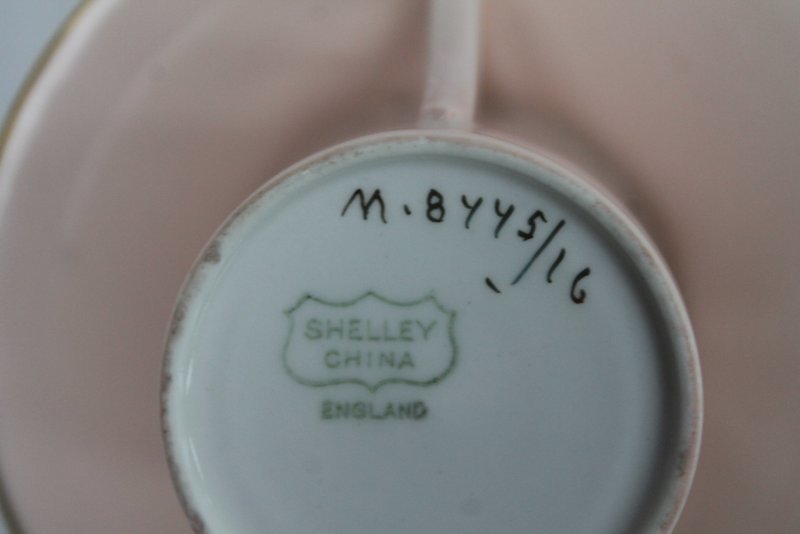 M. 8445/16
SHELLEY
CHINA
ENGLAND